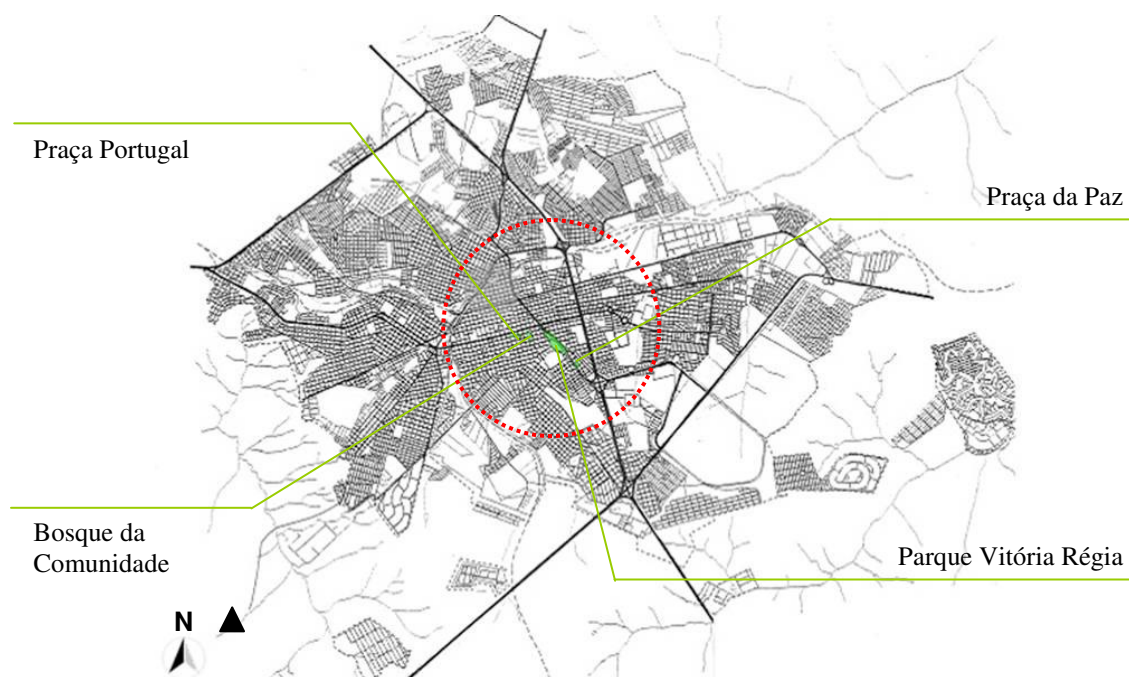 Praça Portugal
Praça da Paz
Bosque da
Comunidade
Parque Vitória Régia
N